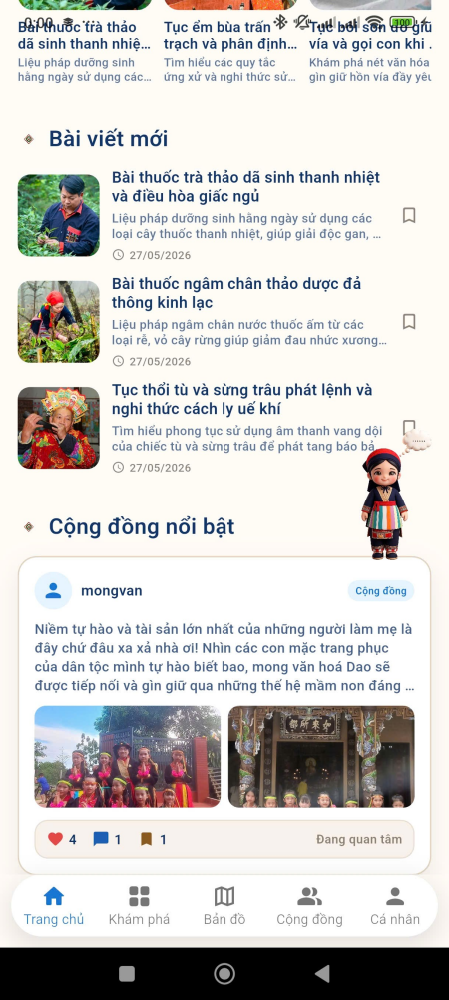 0:00
100
Bài thuốc trà thảo
dã sinh thanh nhiệ...
Liệu pháp dưỡng sinh
hằng ngày sử dụng các...
Tục ếm bùa trấn
trạch và phân định...
Tìm hiểu các quy tắc
ứng xử và nghi thức sử...
Tục bói sơn dò giũ
vía và gọi con khi .
Khám phá nét văn hóa
gìn giữ hồn vía đầy yêu
Bài viết mới
Bài thuốc trà thảo dã sinh thanh nhiệt
và điều hòa giấc ngủ
Liệu pháp dưỡng sinh hằng ngày sử dụng các
loại cây thuốc thanh nhiệt, giúp giải độc gan, ...
27/05/2026
Bài thuốc ngâm chân thảo dược đả
thông kinh lạc
Liệu pháp ngâm chân nước thuốc ấm từ các
loại rễ, vỏ cây rừng giúp giảm đau nhức xương...
27/05/2026
Tục thổi tù và sừng trâu phát lệnh và
nghi thức cách ly uế khí
Tìm hiểu phong tục sử dụng âm thanh vang dội
của chiếc tù và sừng trâu để phát tang báo bả
27/05/2026
......
Cộng đồng nổi bật
mongvan
Cộng đồng
Niềm tự hào và tài sản lớn nhất của những người làm mẹ là
đây chứ đâu xa xả nhà ơi! Nhìn các con mặc trang phục
của dân tộc mình tự hào biết bao, mong văn hoá Dao sẽ
được tiếp nối và gìn giữ qua những thế hệ mầm non đáng ...
4
1
1
Đang quan tâm
Trang chủ
Khám phá
Bản đồ
Cộng đồng
Cá nhân